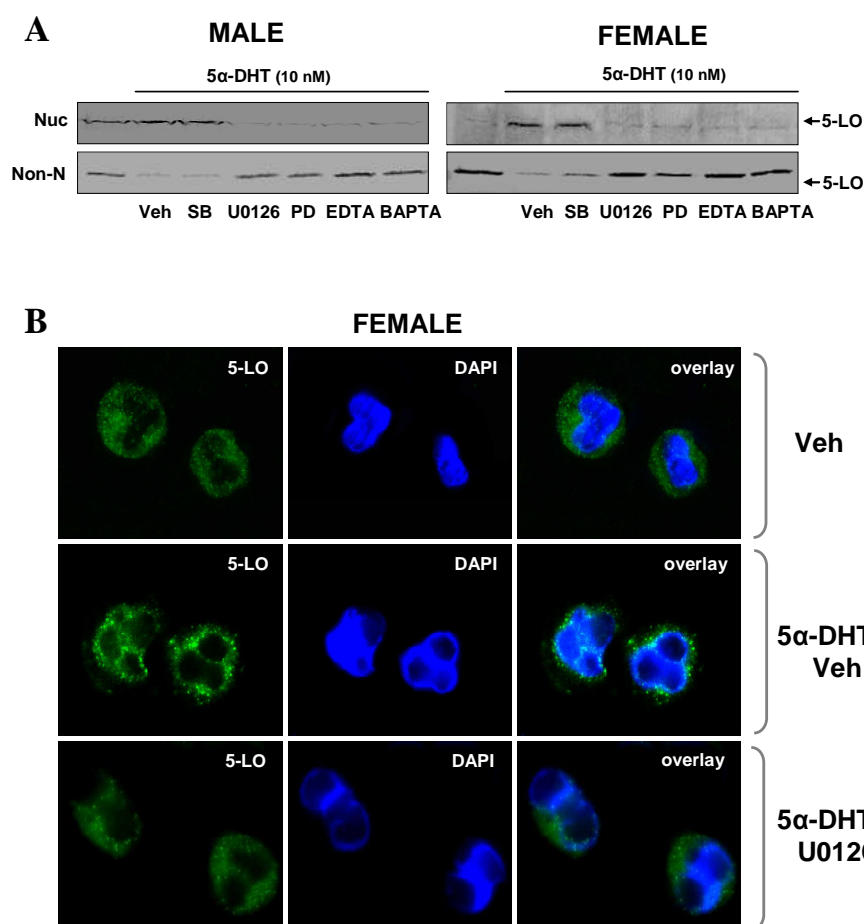 A
MALE
FEMALE
5α-DHT (10 nM)
5α-DHT (10 nM)
Nuc
5-LO
Non-N
5-LO
Veh SB U0126 PD EDTA BAPTA
Veh SB U0126 PD EDTA BAPTA
B
FEMALE
5-LO
DAPI
overlay
Veh
5-LO
DAPI
overlay
5α-DHT
Veh
5-LO
DAPI
overlay
5α-DHT
U0126